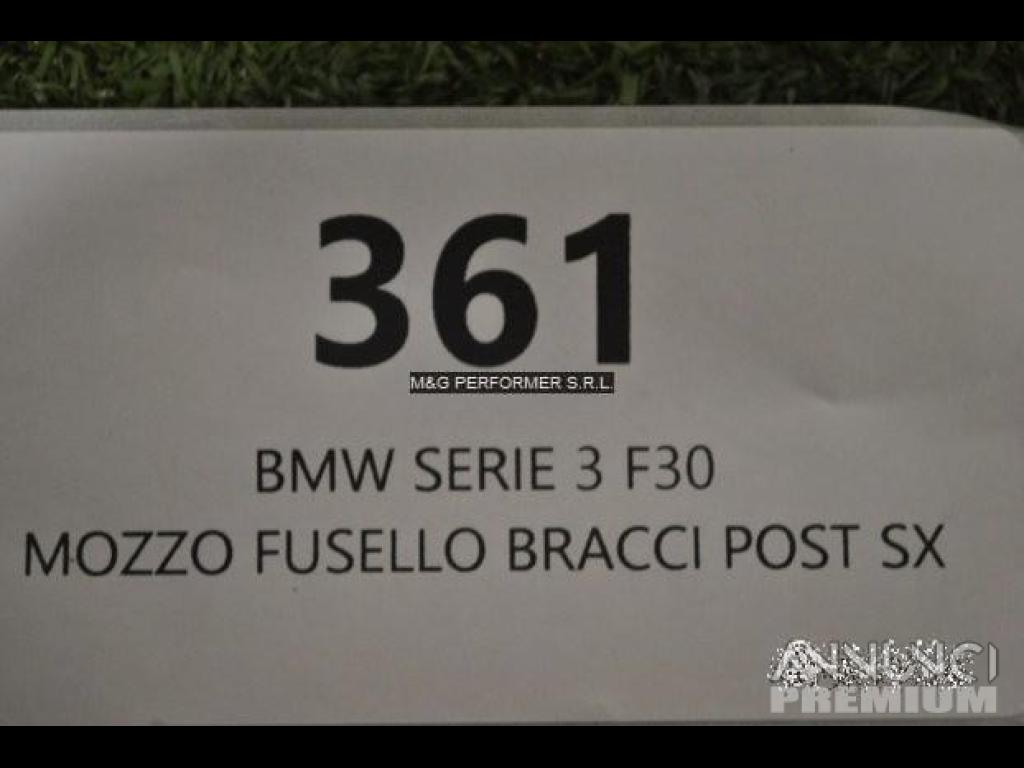 361
M&G PERFORMER S.R.L.
BMW SERIE 3 F30
MOZZO FUSELLO BRACCI POST SX
ANNUNCI
PREMIUM